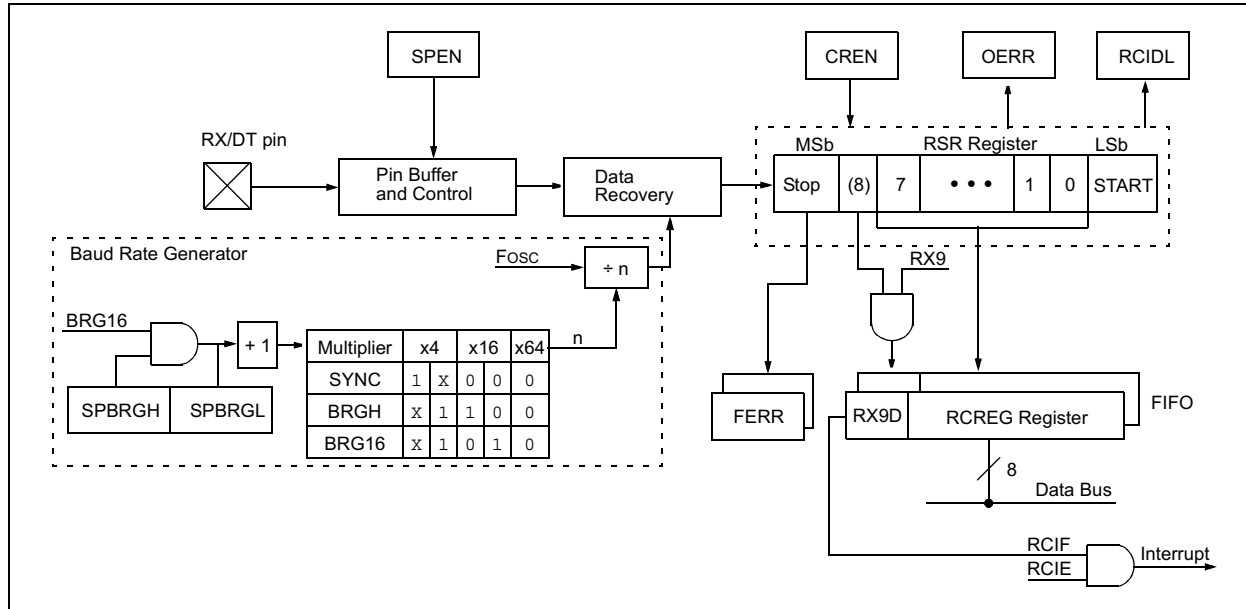 SPEN
CREN
OERR
RCIDL
RX/DT pin
Pin Buffer
and Control
Data
Recovery
MSb RSR Register LSb
Stop (8) 7 • • • 1 0 START
Baud Rate Generator
FOSC
÷ n
RX9
BRG16
+ 1
n
Multiplier x4 x16 x64
SYNC 1 X 0 0 0
BRGH X 1 1 0 0
BRG16 X 1 0 1 0
SPBRGH SPBRGL
FERR
RX9D RCREG Register
FIFO
8
Data Bus
RCIF
RCIE
Interrupt